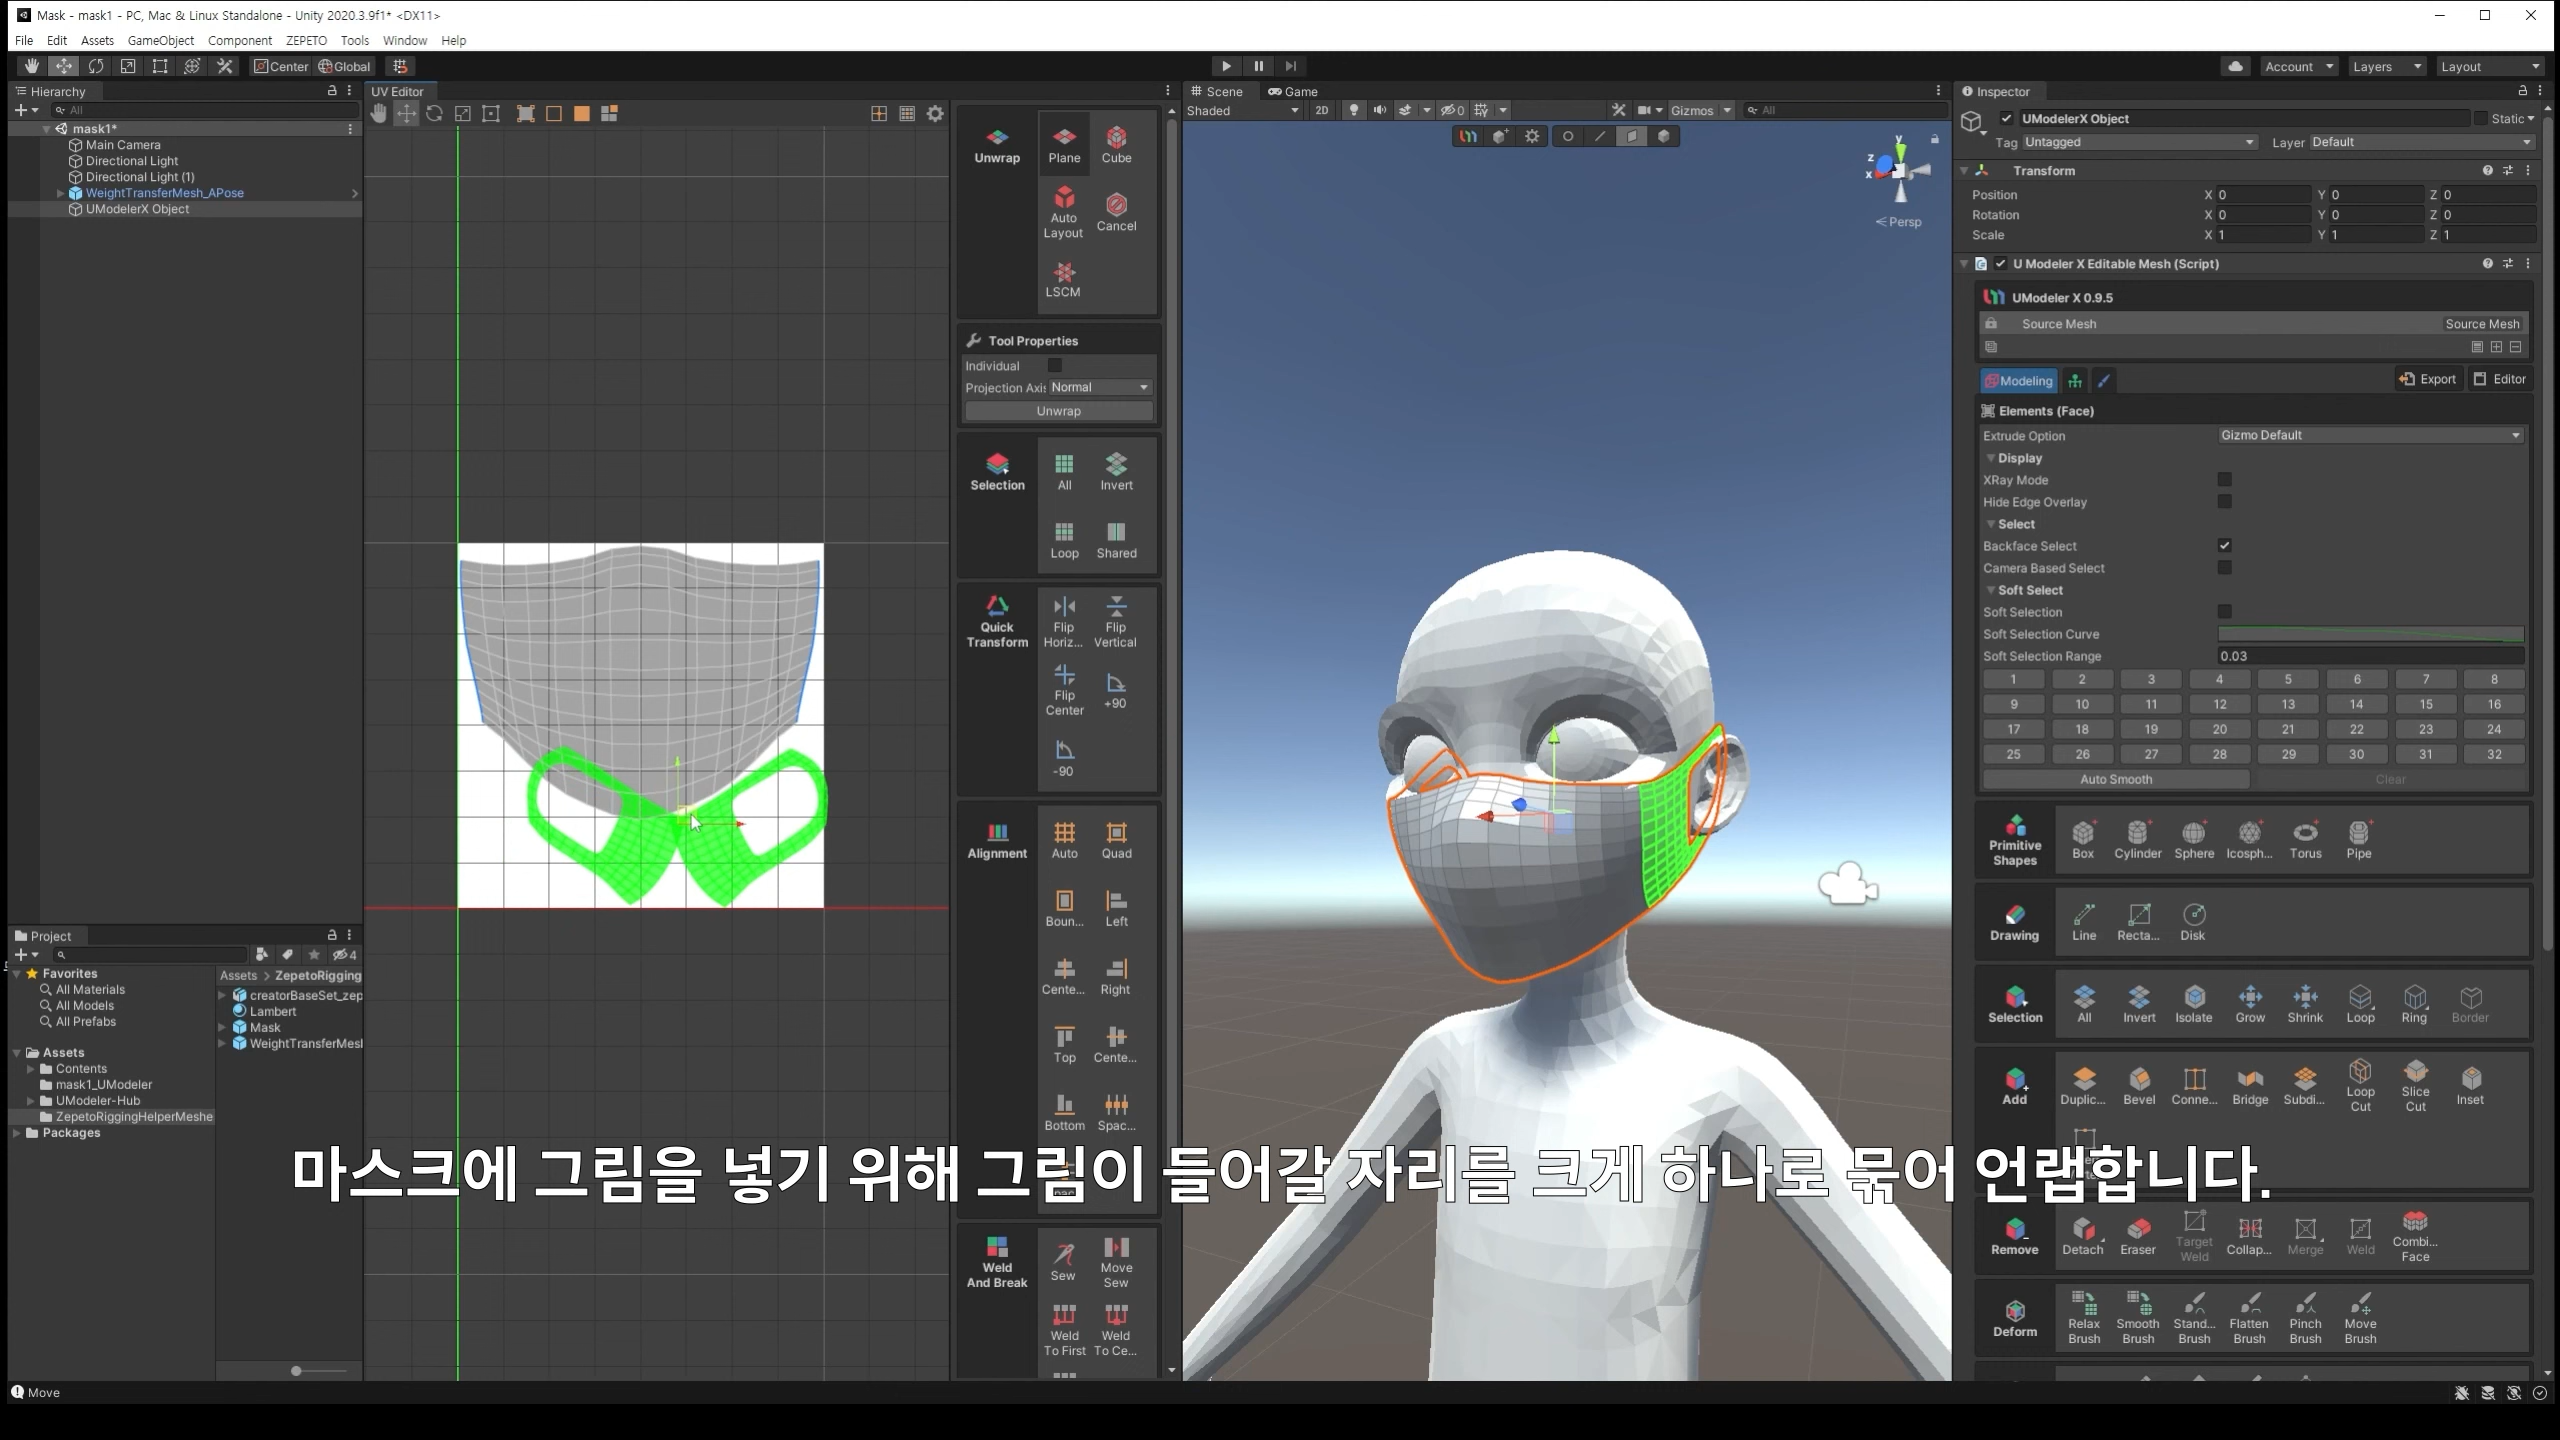 Mask - mask1 - PC, Mac & Linux Standalone - Unity 2020.3.9f1* <DX11>
File Edit Assets GameObject Component ZEPETO Tools Window Help
Center Global
Account Layers Layout
Hierarchy
All
mask1*
Main Camera
Directional Light
Directional Light (1)
WeightTransferMesh_APose
UModelerX Object
UV Editor
Unwrap
Plane
Cube
Auto Layout
Cancel
LSCM
Tool Properties
Individual
Projection Axi: Normal
Unwrap
Selection
All
Invert
Loop
Shared
Quick Transform
Flip Horiz...
Flip Vertical
Flip Center
+90
-90
Alignment
Auto
Quad
Boun...
Left
Cente...
Right
Top
Cente...
Bottom
Spac...
Weld And Break
Sew
Move Sew
Weld To First
Weld To Ce...
Scene Game
Shaded 2D 0 Gizmos All
y
z
x
Persp
Inspector
UModelerX Object Static
Tag Untagged Layer Default
Transform
Position X 0 Y 0 Z 0
Rotation X 0 Y 0 Z 0
Scale X 1 Y 1 Z 1
U Modeler X Editable Mesh (Script)
UModeler X 0.9.5
Source Mesh Source Mesh
Modeling Export Editor
Elements (Face)
Extrude Option Gizmo Default
Display
XRay Mode
Hide Edge Overlay
Select
Backface Select
Camera Based Select
Soft Select
Soft Selection
Soft Selection Curve
Soft Selection Range 0.03
1 2 3 4 5 6 7 8
9 10 11 12 13 14 15 16
17 18 19 20 21 22 23 24
25 26 27 28 29 30 31 32
Auto Smooth Clear
Primitive Shapes
Box Cylinder Sphere Icosph... Torus Pipe
Drawing
Line Recta... Disk
Selection
All Invert Isolate Grow Shrink Loop Ring Border
Add
Duplic... Bevel Conne... Bridge Subdi... Loop Cut Slice Cut Inset
Remove
Detach Eraser Target Weld Collap... Merge Weld Combi... Face
Deform
Relax Brush Smooth Brush Stand... Brush Flatten Brush Pinch Brush Move Brush
Project
4
Favorites
All Materials
All Models
All Prefabs
Assets
Contents
mask1_UModeler
UModeler-Hub
ZepetoRiggingHelperMeshe
Packages
Assets > ZepetoRigging
creatorBaseSet_zep
Lambert
Mask
WeightTransferMesh
마스크에 그림을 넣기 위해 그림이 들어갈 자리를 크게 하나로 묶어 언랩합니다.
Move